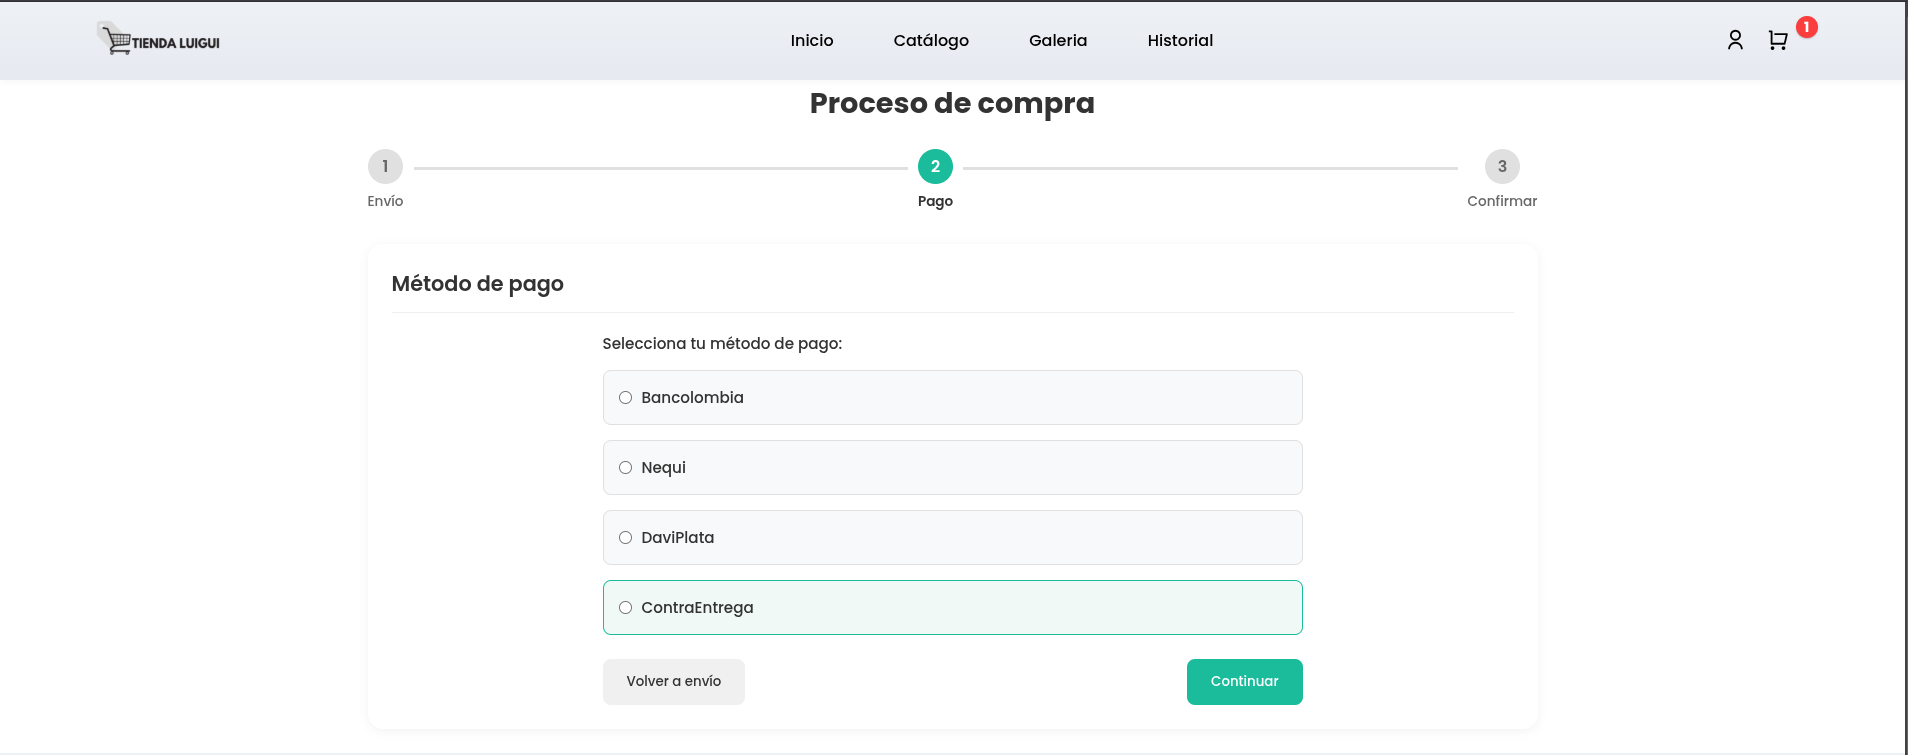 TIENDA LUIGUI
Inicio
Catálogo
Galeria
Historial
1
Proceso de compra
1
2
3
Envío
Pago
Confirmar
Método de pago
Selecciona tu método de pago:
Bancolombia
Nequi
DaviPlata
ContraEntrega
Volver a envío
Continuar